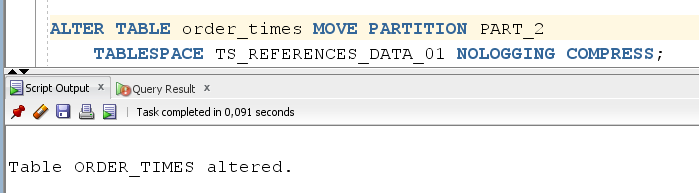 ALTER TABLE order_times MOVE PARTITION PART_2
TABLESPACE TS_REFERENCES_DATA_01 NOLOGGING COMPRESS;
Script Output x Query Result x
Task completed in 0,091 seconds
Table ORDER_TIMES altered.